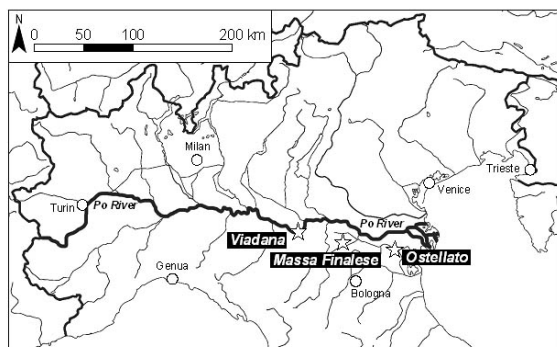 N
0 50 100 200 km
Milan
Trieste
Venice
Turin
Po River
Po River
Viadana
Massa Finalese
Ostellato
Genua
Bologna